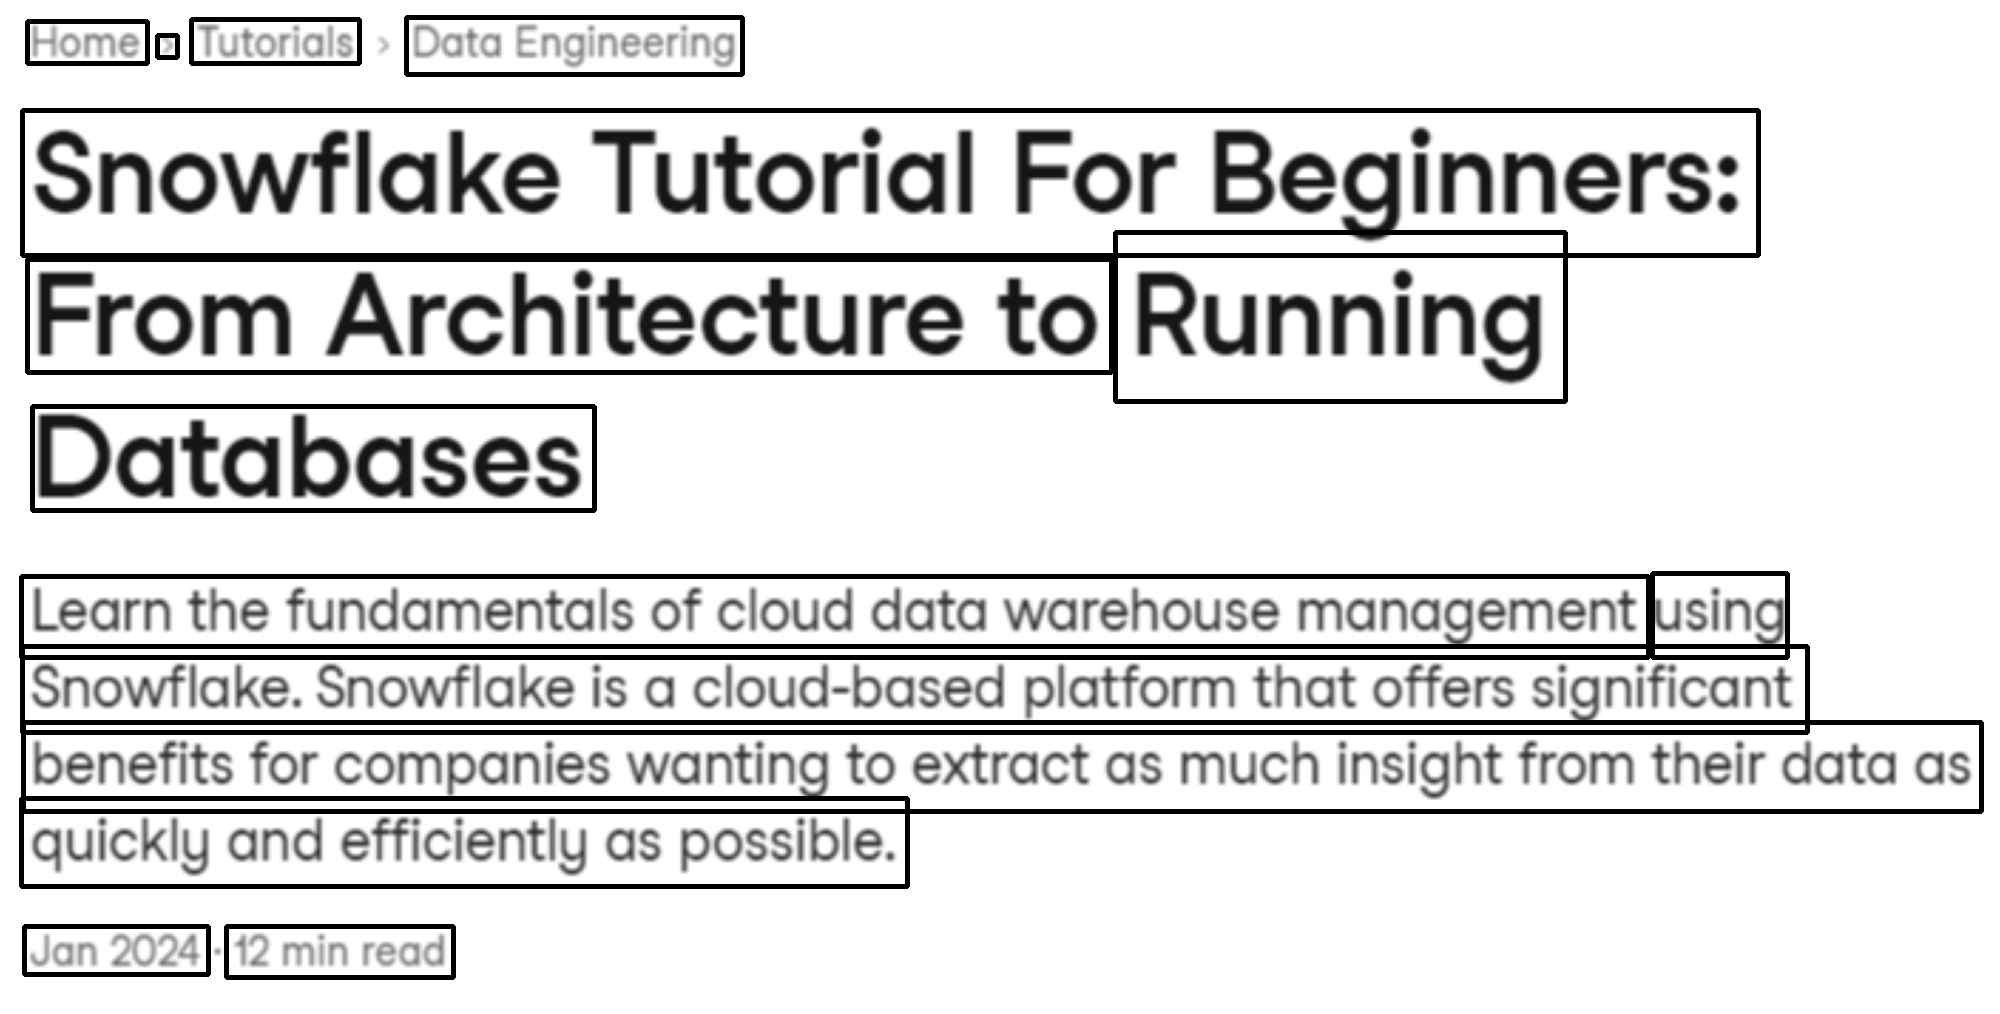 Home > Tutorials > Data Engineering
Snowflake Tutorial For Beginners:
From Architecture to Running
Databases
Learn the fundamentals of cloud data warehouse management using
Snowflake. Snowflake is a cloud-based platform that offers significant
benefits for companies wanting to extract as much insight from their data as
quickly and efficiently as possible.
Jan 2024 · 12 min read